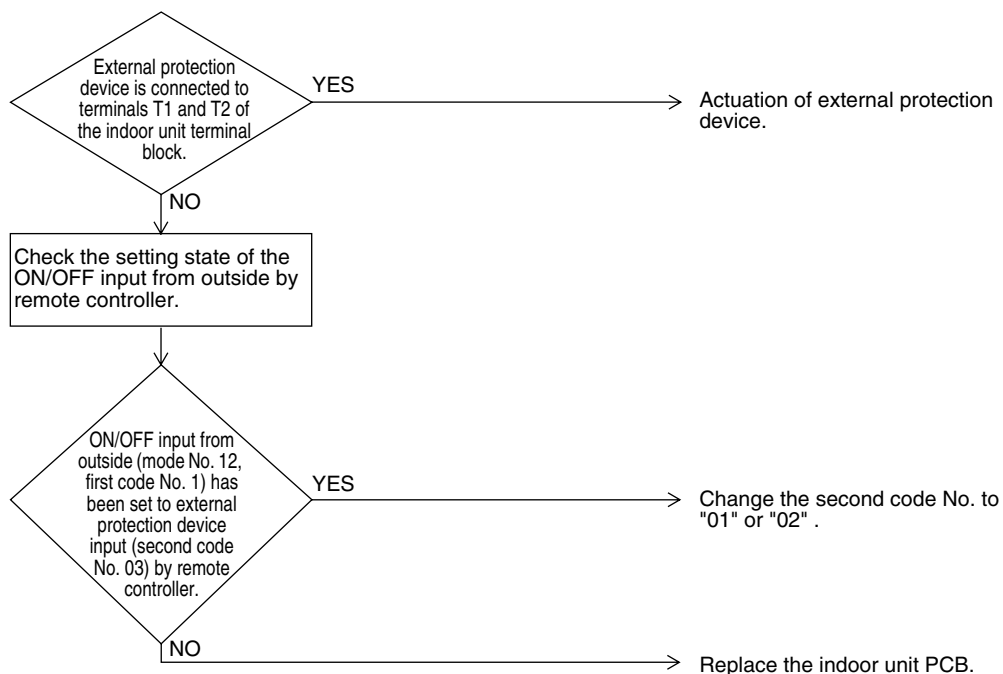 External protection
device is connected to
terminals T1 and T2 of
the indoor unit terminal
block.
YES
Actuation of external protection
device.
NO
Check the setting state of the
ON/OFF input from outside by
remote controller.
ON/OFF input from
outside (mode No. 12,
first code No. 1) has
been set to external
protection device
input (second code
No. 03) by remote
controller.
YES
Change the second code No. to
"01" or "02" .
NO
Replace the indoor unit PCB.